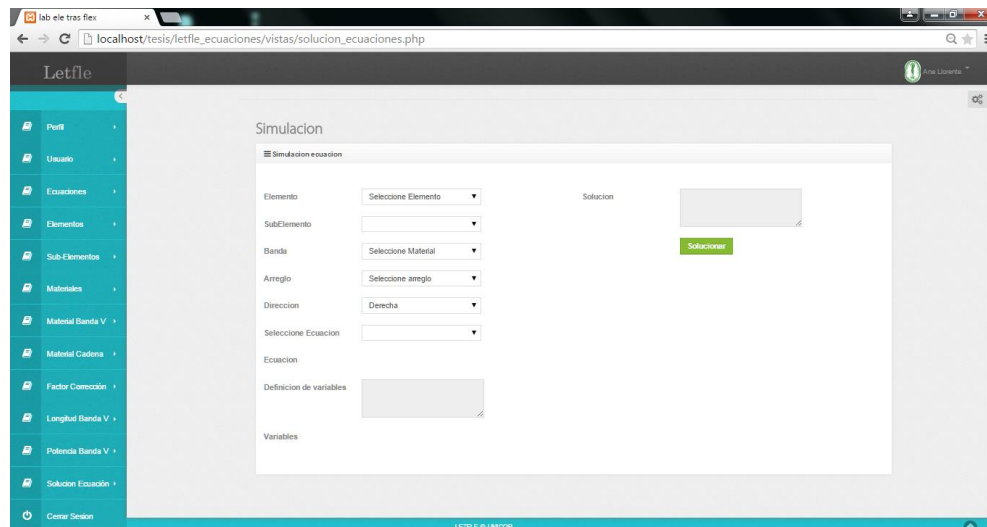 lab ele tras flex
localhost/tesis/letfle_ecuaciones/vistas/solucion_ecuaciones.php
Letfle
Ana Llorente
Perfil
Usuario
Ecuaciones
Elementos
Sub-Elementos
Materiales
Material Banda V
Material Cadena
Factor Corrección
Longitud Banda V
Potencia Banda V
Solucion Ecuación
Cerrar Sesion
Simulacion
Simulacion ecuacion
Elemento Seleccione Elemento
SubElemento
Banda Seleccione Material
Arreglo Seleccione arreglo
Direccion Derecha
Seleccione Ecuacion
Ecuacion
Definicion de variables
Variables
Solucion
Solucionar
LETFLE © UNICOR